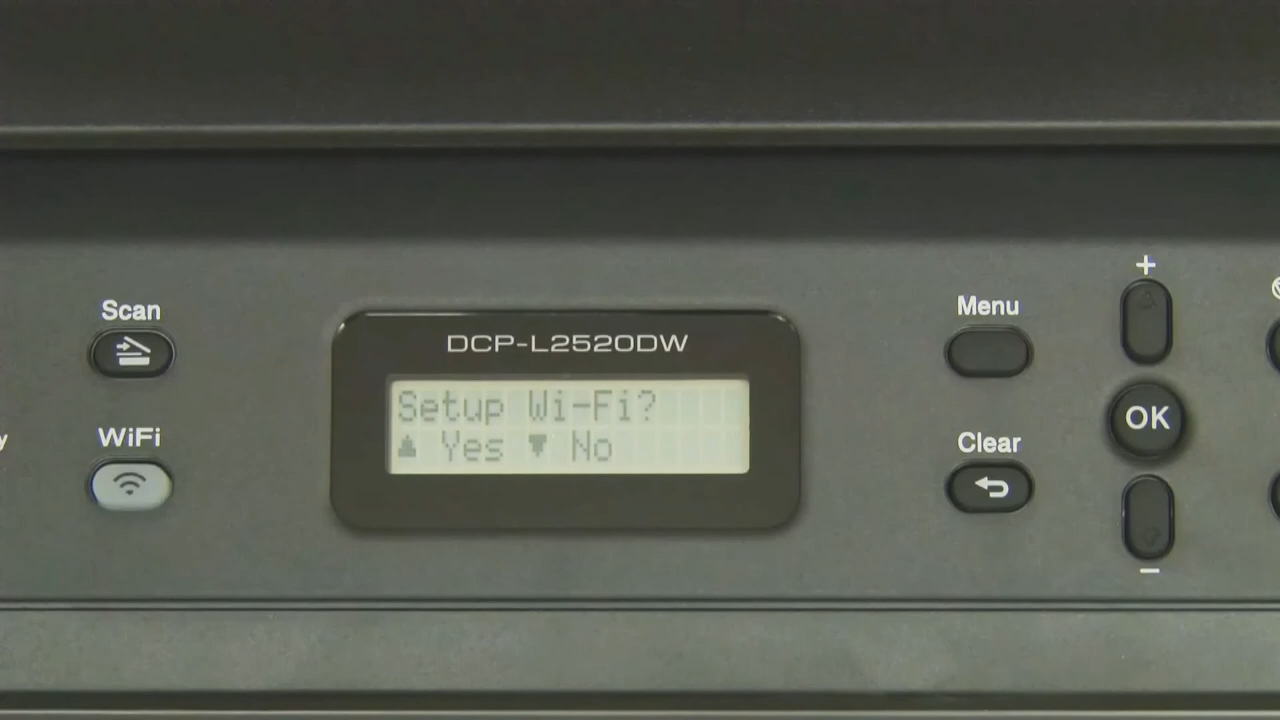 Scan
WiFi
y
DCP-L2520DW
Setup Wi-Fi?
▲ Yes ▼ No
Menu
Clear
+
OK
−